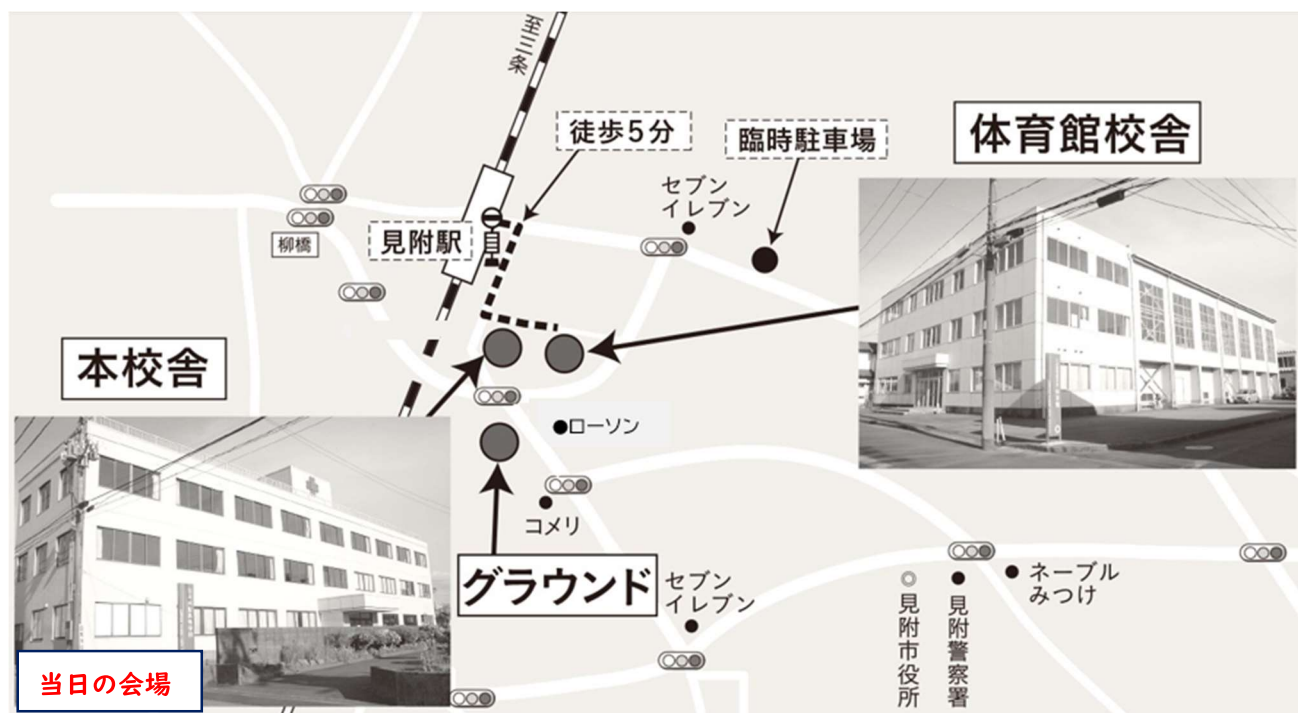 至三条
徒歩5分
臨時駐車場
体育館校舎
セブン
イレブン
見附駅
柳橋
本校舎
●ローソン
コメリ
グラウンド
セブン
イレブン
ネーブル
みつけ
見附市役所
見附警察署
当日の会場